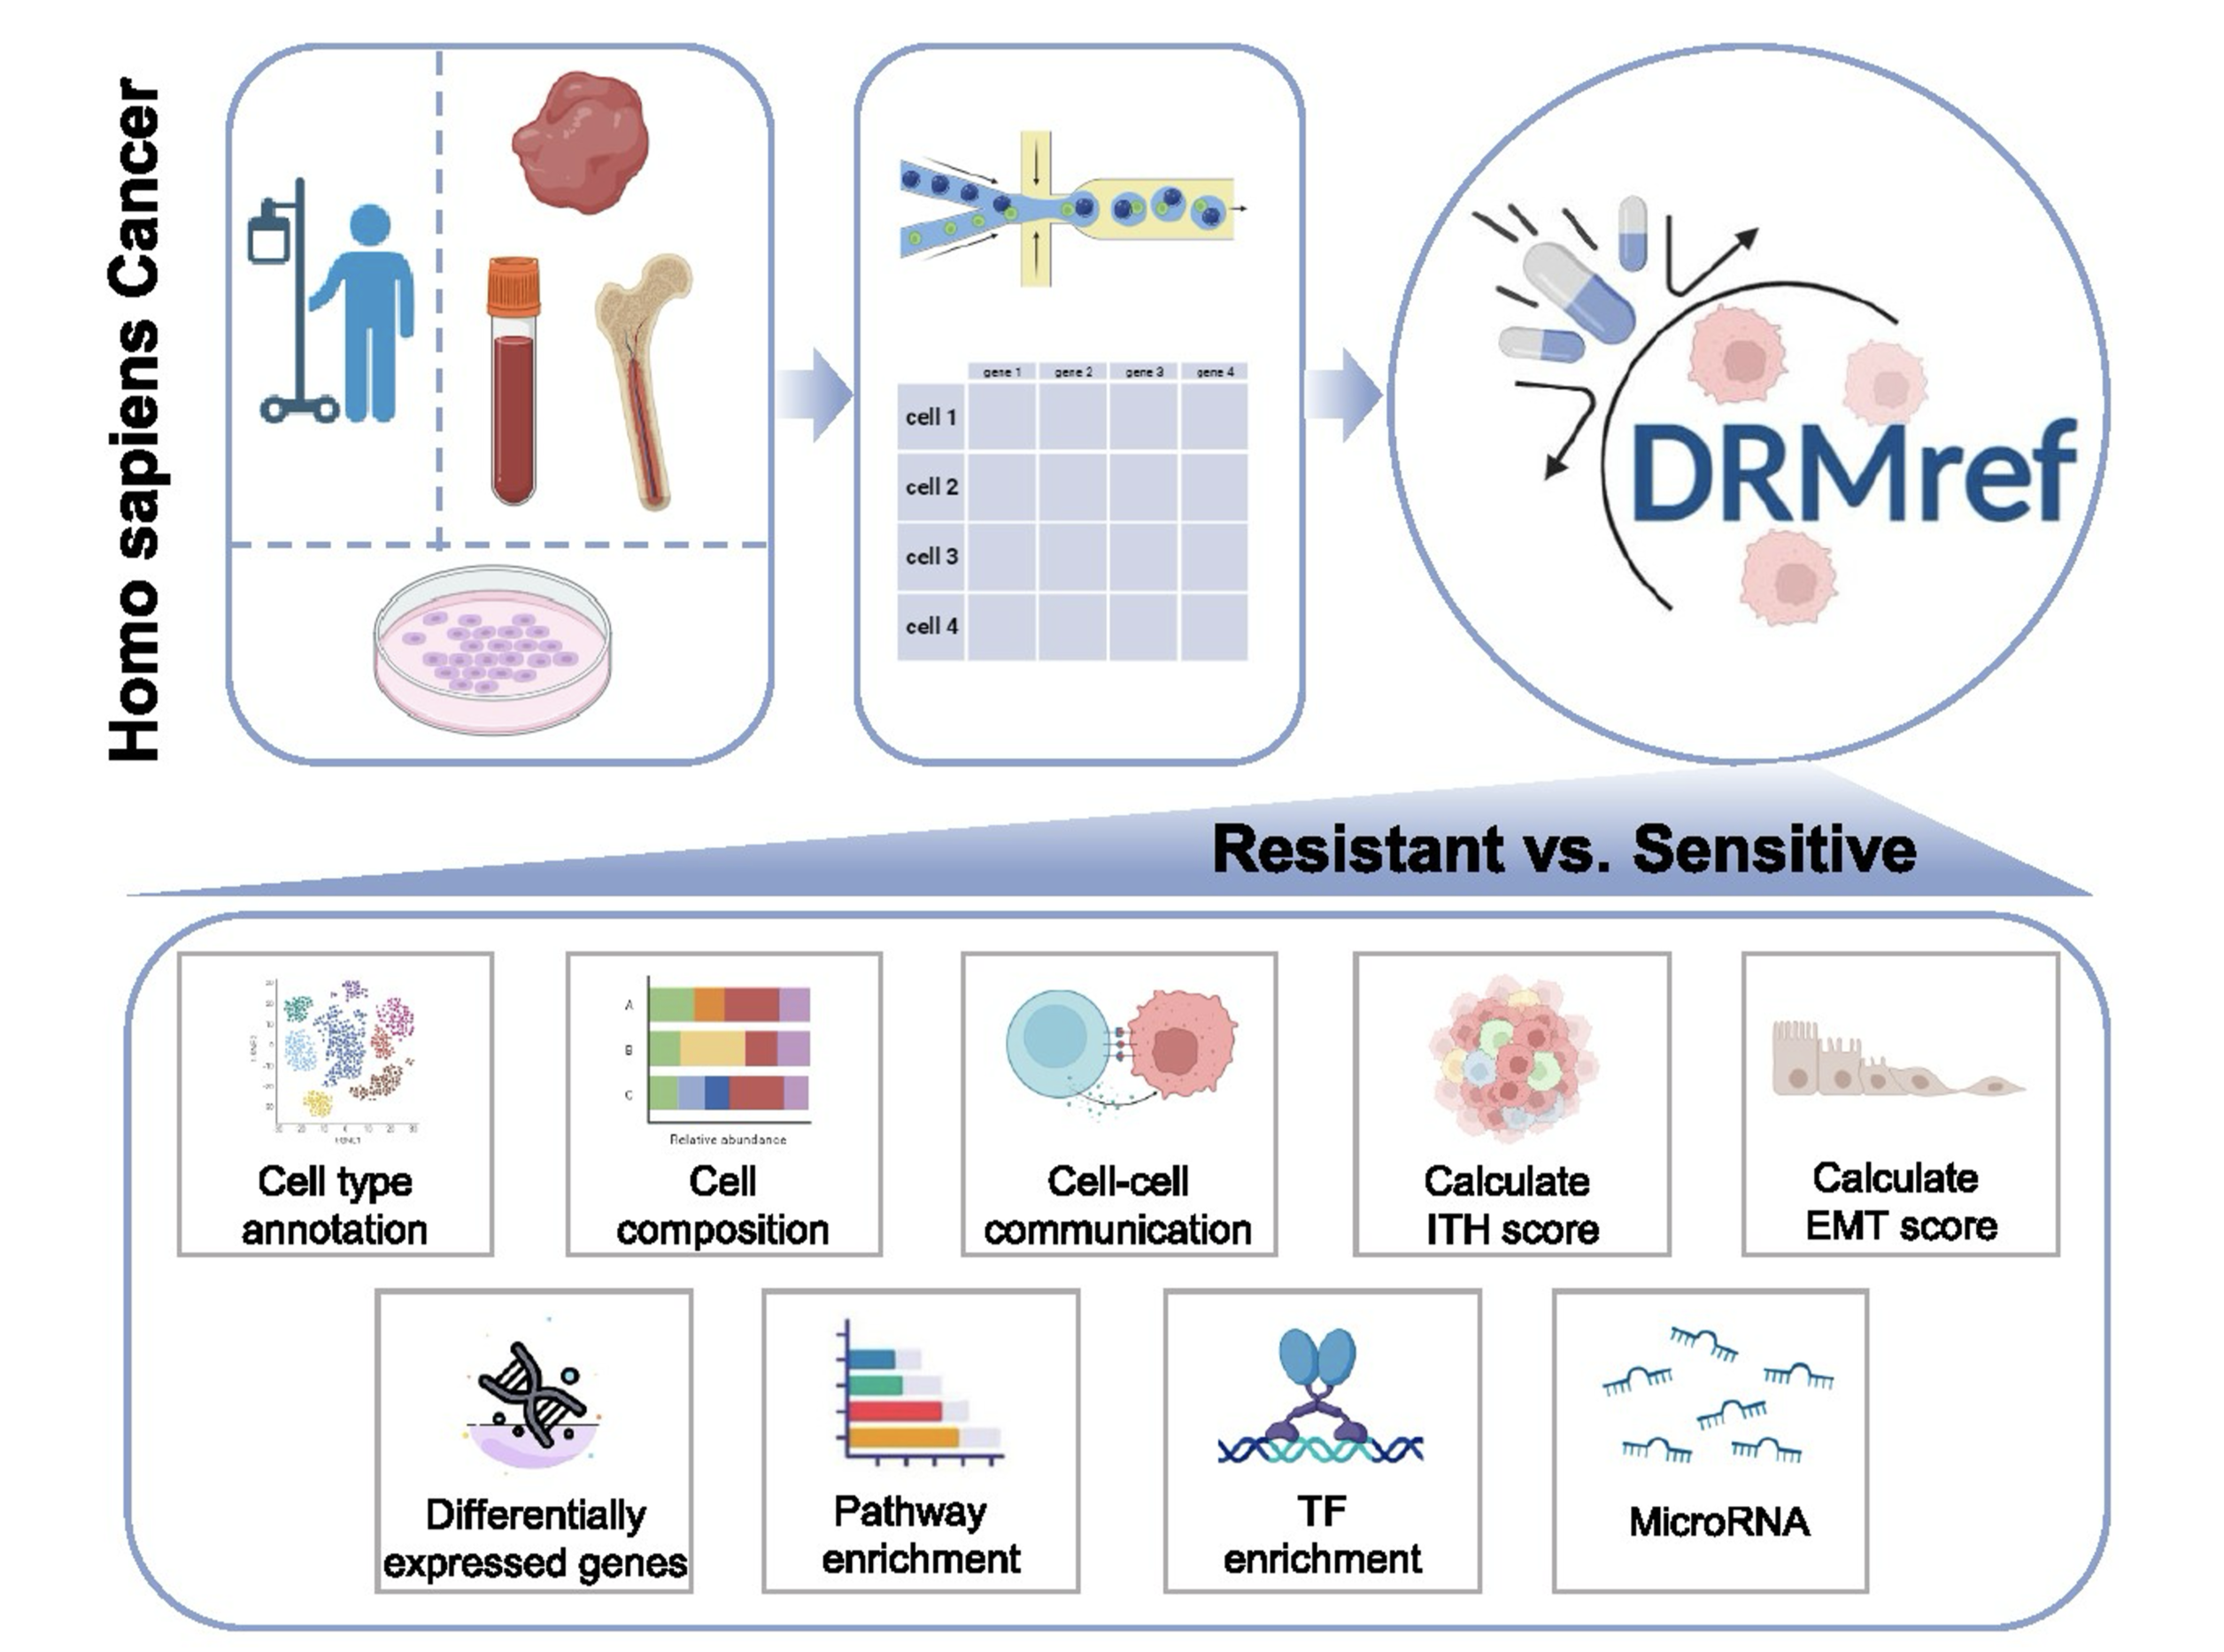 Homo sapiens Cancer
gene 1 gene 2 gene 3 gene 4
cell 1
cell 2
cell 3
cell 4
DRMref
Resistant vs. Sensitive
Cell type
annotation
A
B
C
Relative abundance
Cell
composition
Cell-cell
communication
Calculate
ITH score
Calculate
EMT score
Differentially
expressed genes
Pathway
enrichment
TF
enrichment
MicroRNA